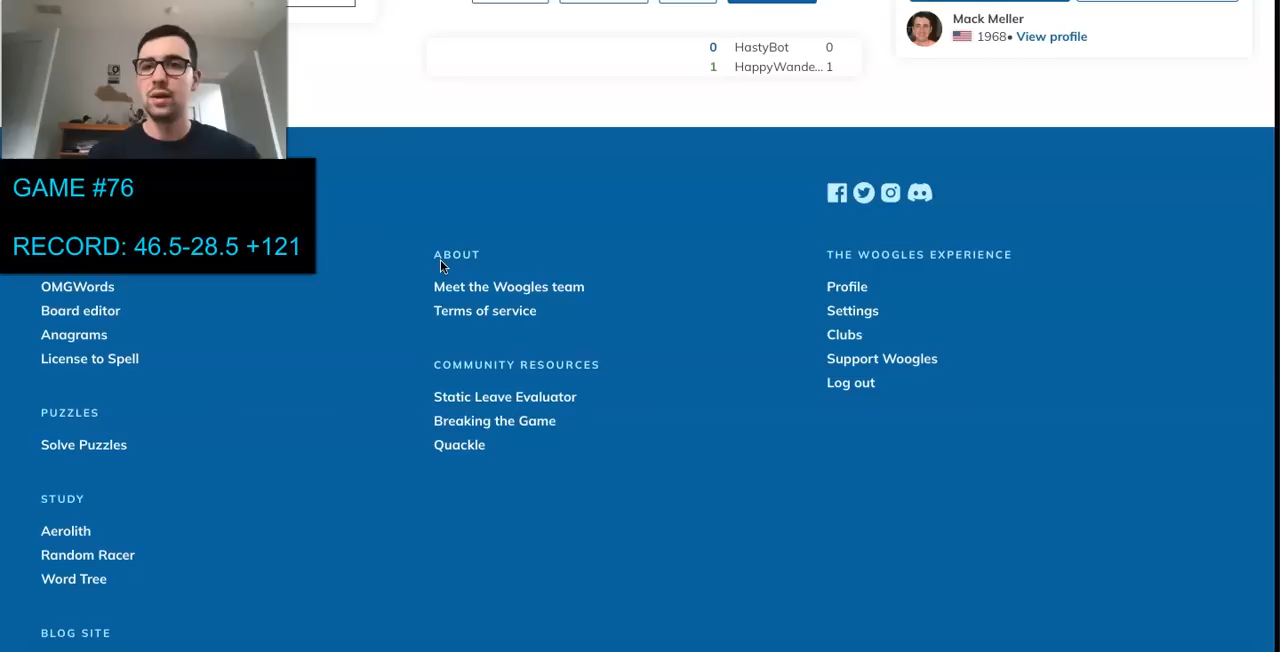 Mack Meller
1968• View profile
0 HastyBot 0
1 HappyWande... 1
GAME #76
RECORD: 46.5-28.5 +121
OMGWords
Board editor
Anagrams
License to Spell
PUZZLES
Solve Puzzles
STUDY
Aerolith
Random Racer
Word Tree
BLOG SITE
ABOUT
Meet the Woogles team
Terms of service
COMMUNITY RESOURCES
Static Leave Evaluator
Breaking the Game
Quackle
THE WOOGLES EXPERIENCE
Profile
Settings
Clubs
Support Woogles
Log out